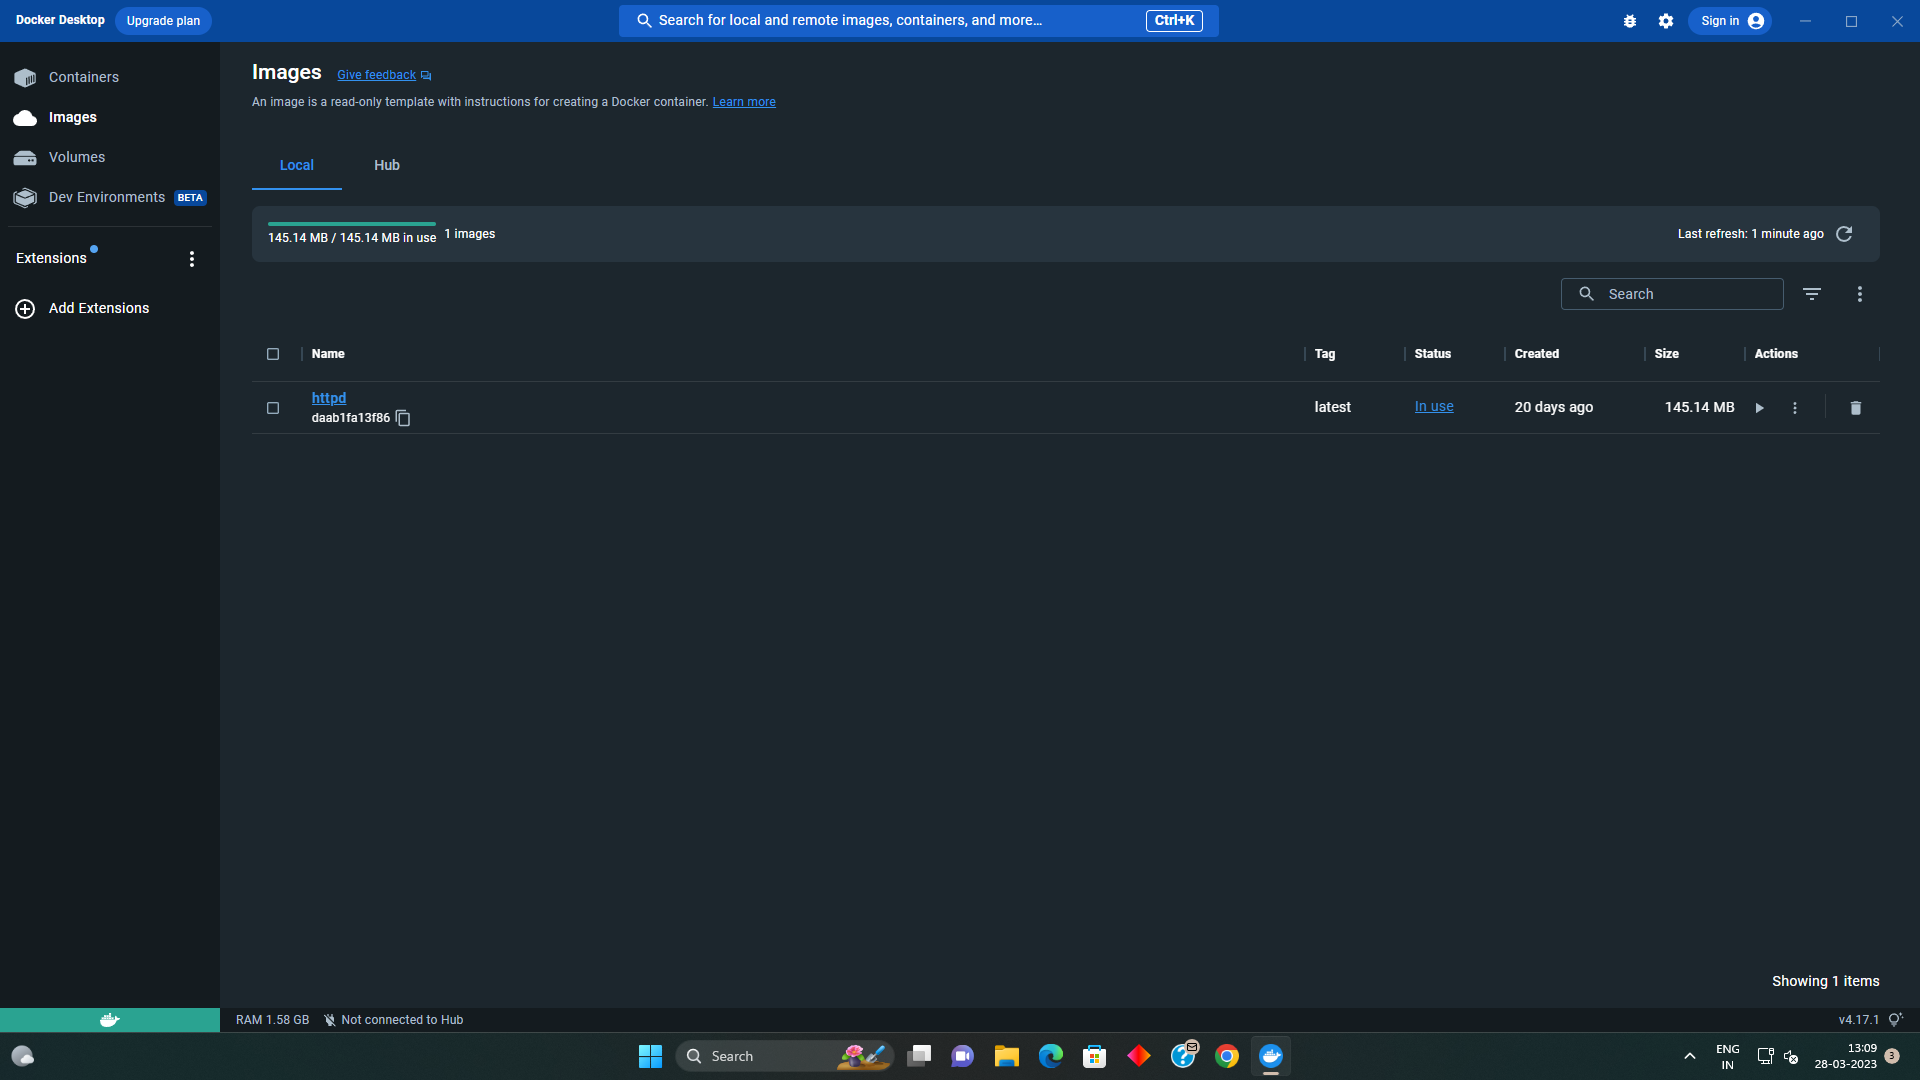 Docker Desktop Upgrade plan Search for local and remote images, containers, and more... Ctrl+K Sign in
Containers
Images
Volumes
Dev Environments BETA
Extensions
Add Extensions
Images Give feedback
An image is a read-only template with instructions for creating a Docker container. Learn more
Local Hub
145.14 MB / 145.14 MB in use 1 images Last refresh: 1 minute ago
Search
Name Tag Status Created Size Actions
httpd latest In use 20 days ago 145.14 MB
daab1fa13f86
Showing 1 items
RAM 1.58 GB Not connected to Hub v4.17.1
Search ENG 13:09
IN 28-03-2023 3